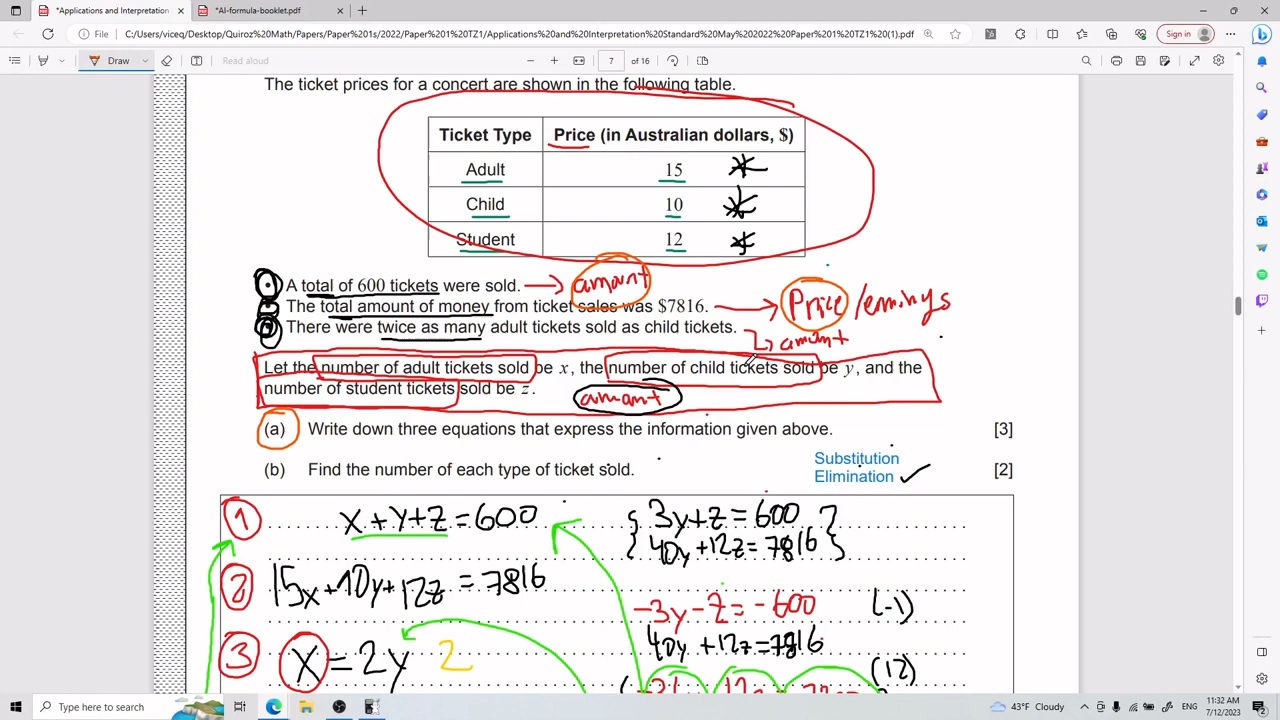 *Applications and Interpretation
*AI-formula-booklet.pdf
File
C:/Users/viceq/Desktop/Quiroz%20Math/Papers/Paper%201s/2022/Paper%201%20TZ1/Applications%20and%20Interpretation%20Standard%20May%202022%20Paper%201%20TZ1%20(1).pdf
Sign in
Draw
Read aloud
7
of 16
The ticket prices for a concert are shown in the following table.
Ticket Type Price (in Australian dollars, $)
Adult 15
Child 10
Student 12
A total of 600 tickets were sold. amant
The total amount of money from ticket sales was $7816. Price/ernings
There were twice as many adult tickets sold as child tickets. amant
Let the number of adult tickets sold be x, the number of child tickets sold be y, and the
number of student tickets sold be z. amant
(a) Write down three equations that express the information given above. [3]
(b) Find the number of each type of ticket sold. [2]
Substitution
Elimination ✓
1 x+y+z=600
{3y+z=600
40y+12z=7816}
2 15x+10y+12z=7816
-3y-z=-600 (-1)
40y+12z=7816
3 x=2y 2
(12)
Type here to search
43°F Cloudy
11:32 AM
7/12/2023